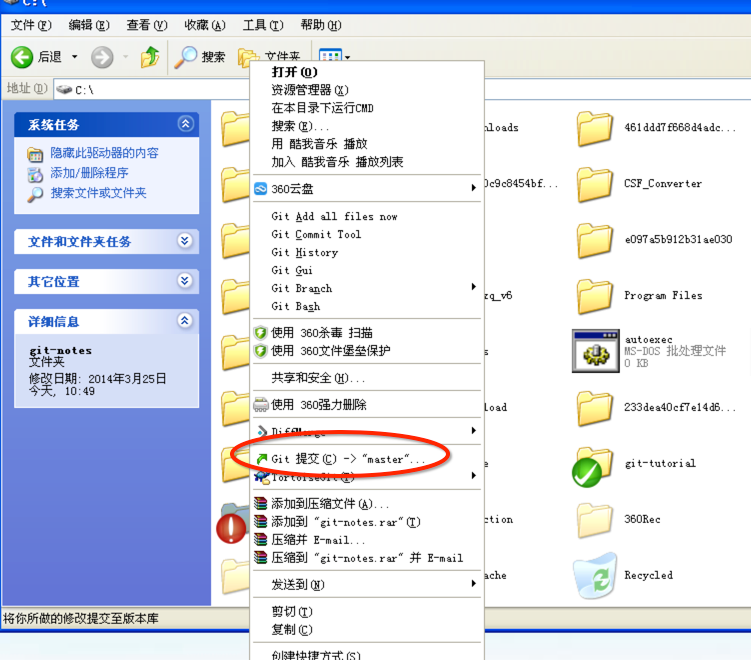 C:\
文件(F) 编辑(E) 查看(V) 收藏(A) 工具(T) 帮助(H)
后退 搜索 文件夹
地址(D) C:\
系统任务
隐藏此驱动器的内容
添加/删除程序
搜索文件或文件夹
文件和文件夹任务
其它位置
详细信息
git-notes
文件夹
修改日期: 2014年3月25日
今天, 10:49
打开(O)
资源管理器(X)
在本目录下运行CMD
搜索(E)...
用 酷我音乐 播放
加入 酷我音乐 播放列表
360云盘
Git Add all files now
Git Commit Tool
Git History
Git Gui
Git Branch
Git Bash
使用 360杀毒 扫描
使用 360文件堡垒保护
共享和安全(H)...
使用 360强力删除
DiffMerge
Git 提交(C) -> "master"...
TortoiseGit(T)
添加到压缩文件(A)...
添加到 "git-notes.rar"(T)
压缩并 E-mail...
压缩到 "git-notes.rar" 并 E-mail
发送到(N)
剪切(T)
复制(C)
创建快捷方式(S)
nloads
0c9c8454bf...
zq_v6
s
load
e
ction
ache
461ddd7f668d4adc...
CSF_Converter
e097a5b912b31ae030
Program Files
autoexec
MS-DOS 批处理文件
0 KB
233dea40cf7e14d6...
git-tutorial
360Rec
Recycled
将你所做的修改提交至版本库